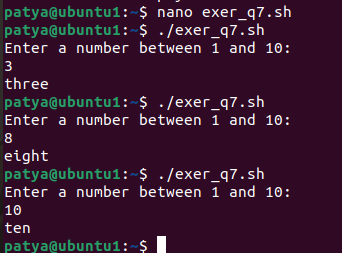 patya@ubuntu1:~$ nano exer_q7.sh
patya@ubuntu1:~$ ./exer_q7.sh
Enter a number between 1 and 10:
3
three
patya@ubuntu1:~$ ./exer_q7.sh
Enter a number between 1 and 10:
8
eight
patya@ubuntu1:~$ ./exer_q7.sh
Enter a number between 1 and 10:
10
ten
patya@ubuntu1:~$